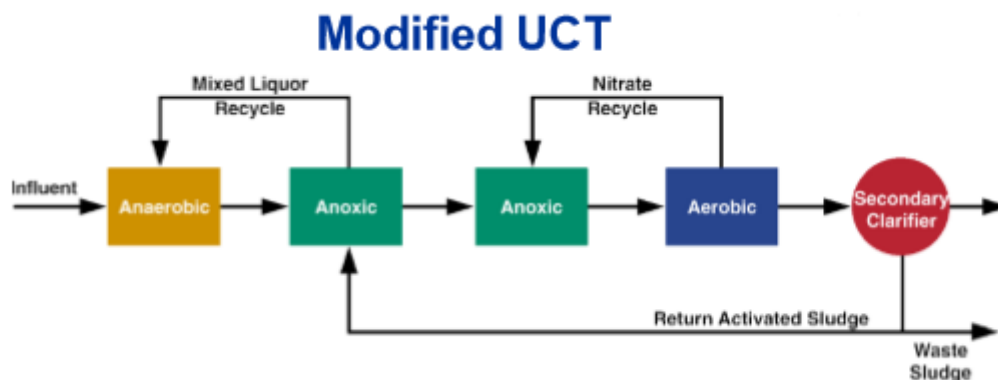 Modified UCT
Mixed Liquor
Recycle
Nitrate
Recycle
Influent
Anaerobic
Anoxic
Anoxic
Aerobic
Secondary
Clarifier
Return Activated Sludge
Waste
Sludge